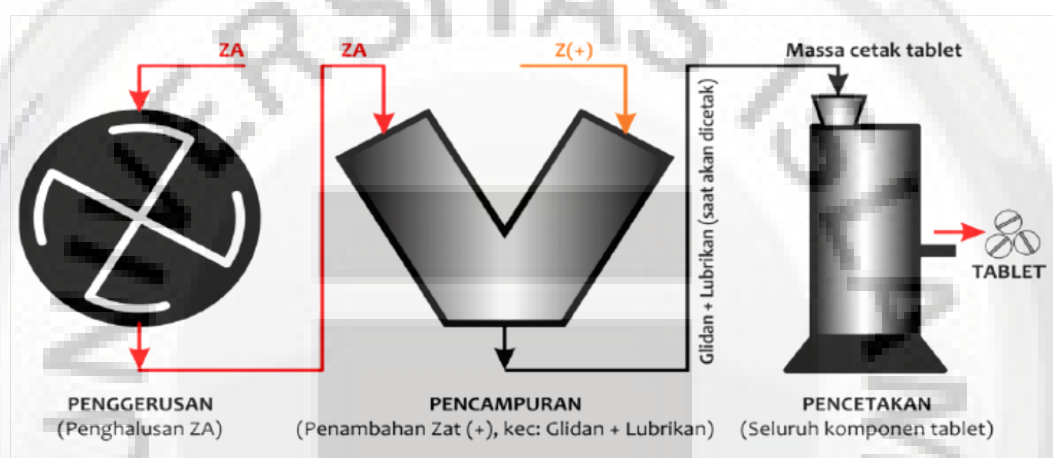 ZA
ZA
Z(+)
Massa cetak tablet
Glidan + Lubrikan (saat akan dicetak)
TABLET
PENGGERUSAN
(Penghalusan ZA)
PENCAMPURAN
(Penambahan Zat (+), kec: Glidan + Lubrikan)
PENCETAKAN
(Seluruh komponen tablet)